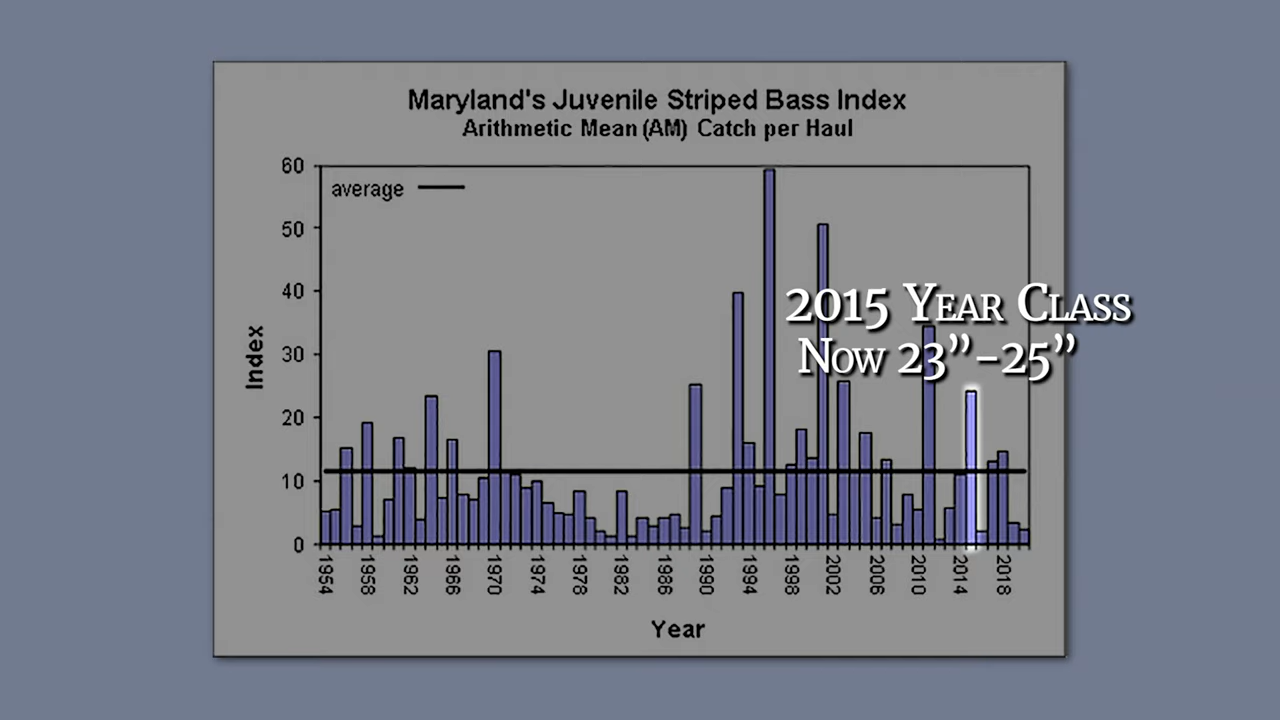 Maryland's Juvenile Striped Bass Index
Arithmetic Mean (AM) Catch per Haul
60
average
50
40
30
20
10
0
Index
2015 Year Class
Now 23”-25”
1954 1958 1962 1966 1970 1974 1978 1982 1986 1990 1994 1998 2002 2006 2010 2014 2018
Year